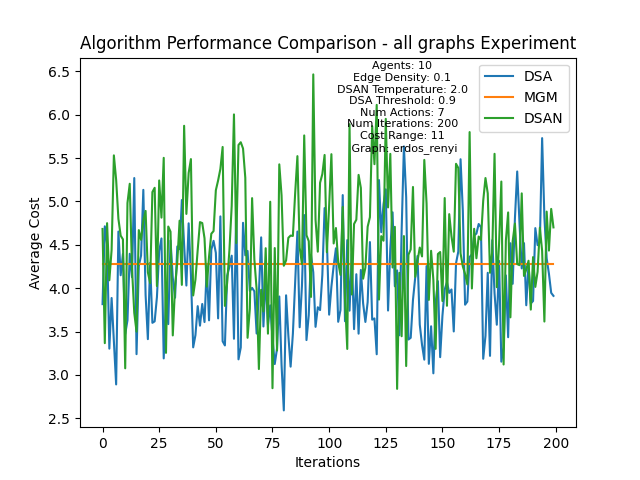 Algorithm Performance Comparison - all graphs Experiment
Agents: 10
Edge Density: 0.1
DSAN Temperature: 2.0
DSA Threshold: 0.9
Num Actions: 7
Num Iterations: 200
Cost Range: 11
Graph: erdos_renyi
DSA
MGM
DSAN
Average Cost
6.5
6.0
5.5
5.0
4.5
4.0
3.5
3.0
2.5
0 25 50 75 100 125 150 175 200
Iterations